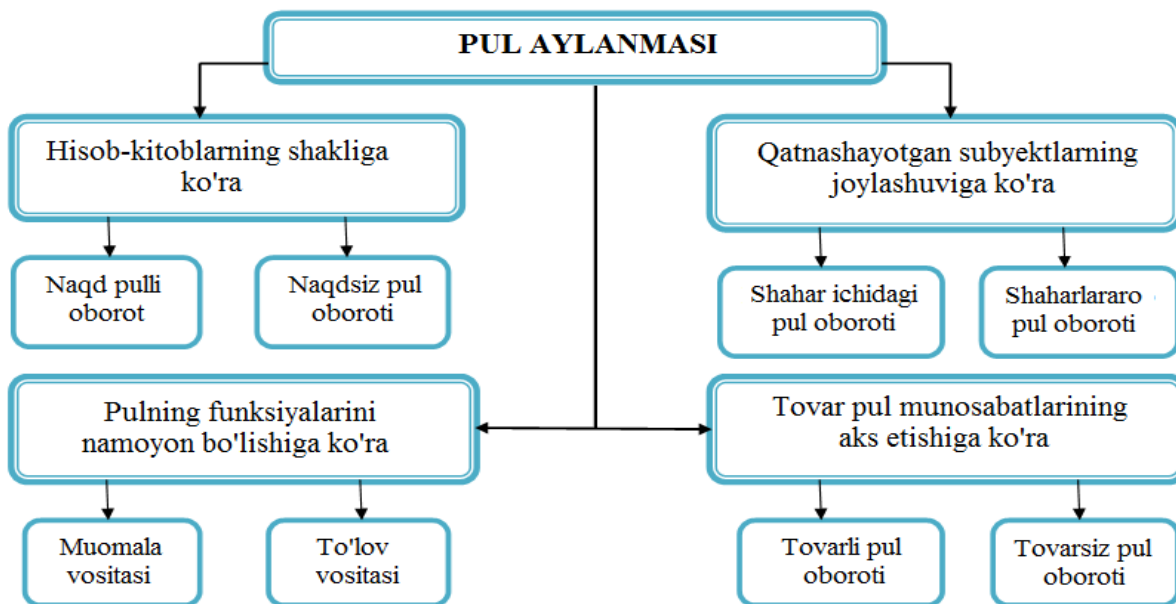 PUL AYLANMASI
Hisob-kitoblarning shakliga
ko'ra
Naqd pulli
oborot
Naqdsiz pul
oboroti
Qatnashayotgan subyektlarning
joylashuviga ko'ra
Shahar ichidagi
pul oboroti
Shaharlararo
pul oboroti
Pulning funksiyalarini
namoyon bo'lishiga ko'ra
Muomala
vositasi
To'lov
vositasi
Tovar pul munosabatlarining
aks etishiga ko'ra
Tovarli pul
oboroti
Tovarsiz pul
oboroti